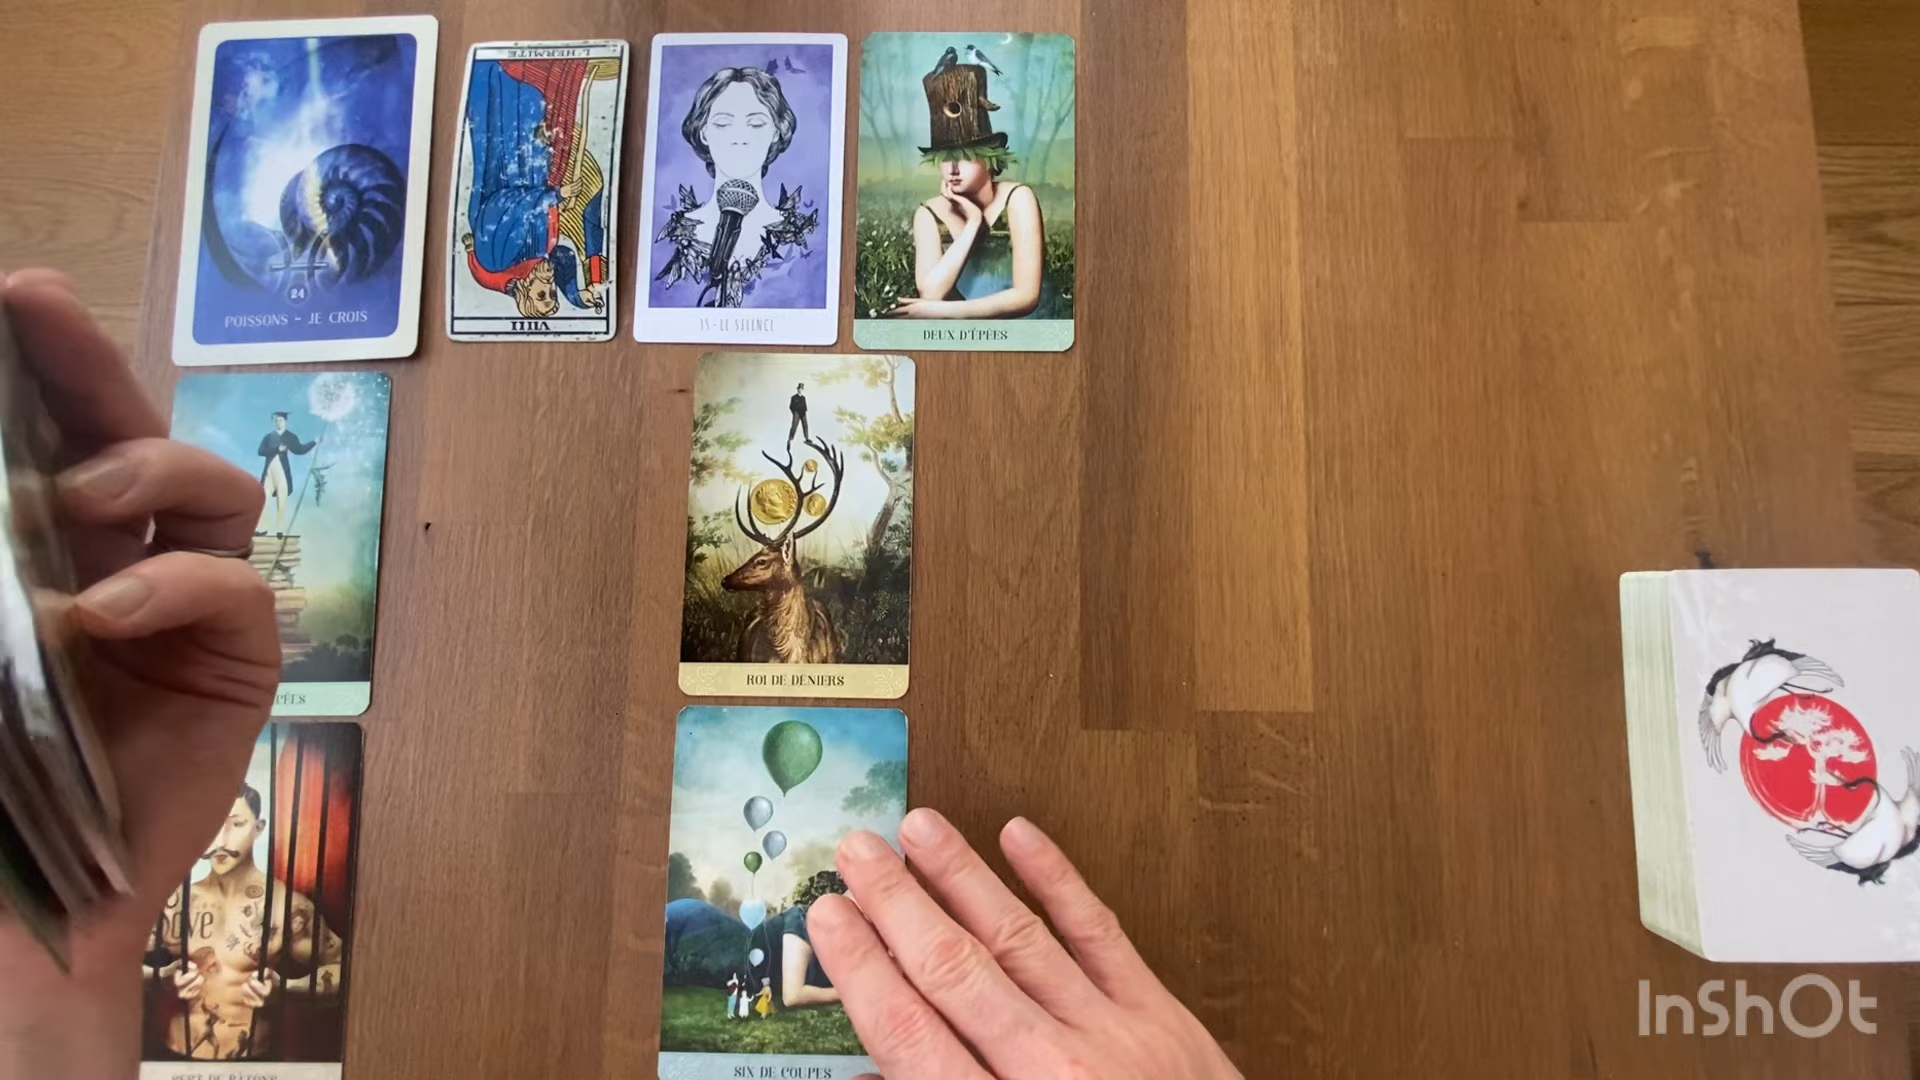 24
POISSONS - JE CROIS
L'HERMITE
VIIII
35 - LE SILENCE
DEUX D'ÉPÉES
ROI DE DENIERS
SIX DE COUPES
InShOt